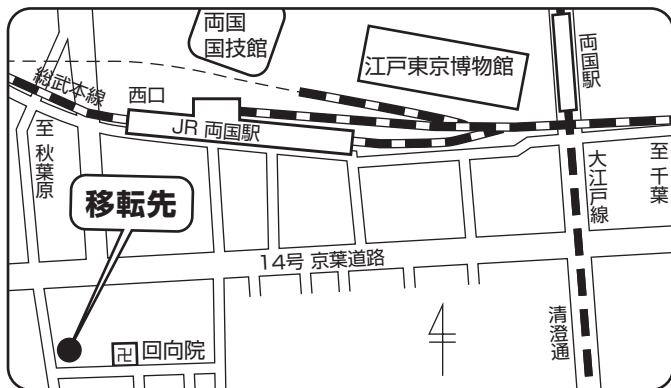 両国
国技館
江戸東京博物館
両国駅
総武本線
西口
JR 両国駅
至 秋葉原
移転先
大江戸線
至 千葉
14号 京葉道路
清澄通
卍 回向院